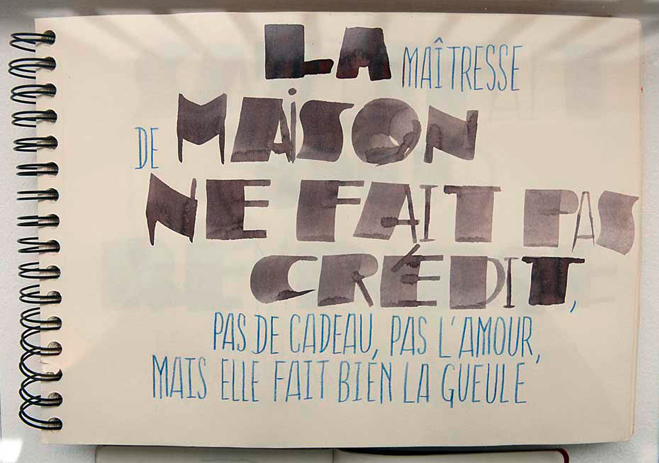 LA MAÎTRESSE
DE MAISON
NE FAIT PAS
CRÉDIT,
PAS DE CADEAU, PAS L'AMOUR,
MAIS ELLE FAIT BIEN LA GUEULE